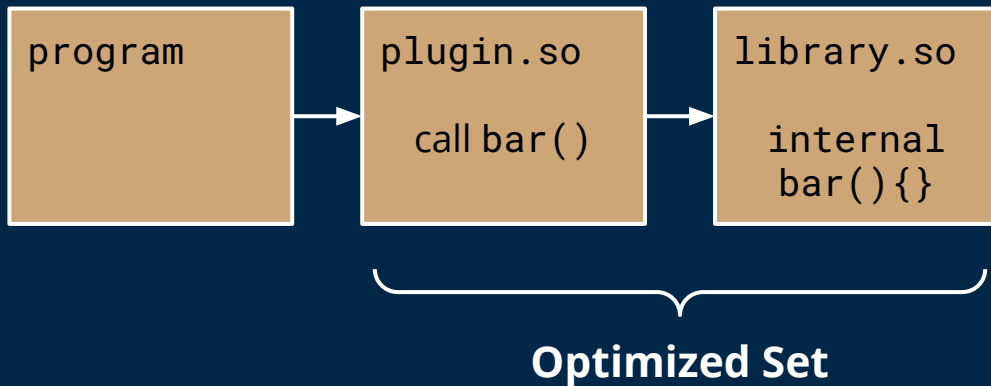 program
plugin.so
call bar()
library.so
internal
bar(){}
Optimized Set